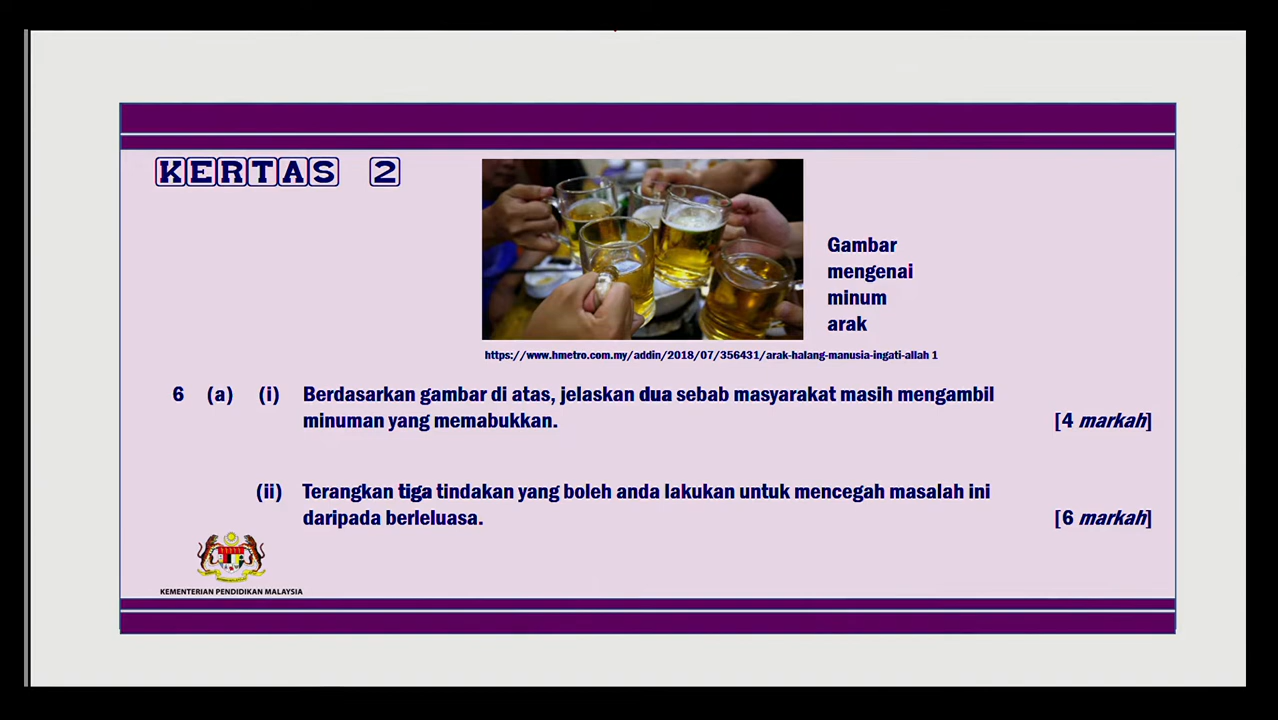 KERTAS 2
Gambar
mengenai
minum
arak
https://www.hmetro.com.my/addin/2018/07/356431/arak-halang-manusia-ingati-allah 1
6 (a) (i) Berdasarkan gambar di atas, jelaskan dua sebab masyarakat masih mengambil
minuman yang memabukkan. [4 markah]
(ii) Terangkan tiga tindakan yang boleh anda lakukan untuk mencegah masalah ini
daripada berleluasa. [6 markah]
KEMENTERIAN PENDIDIKAN MALAYSIA